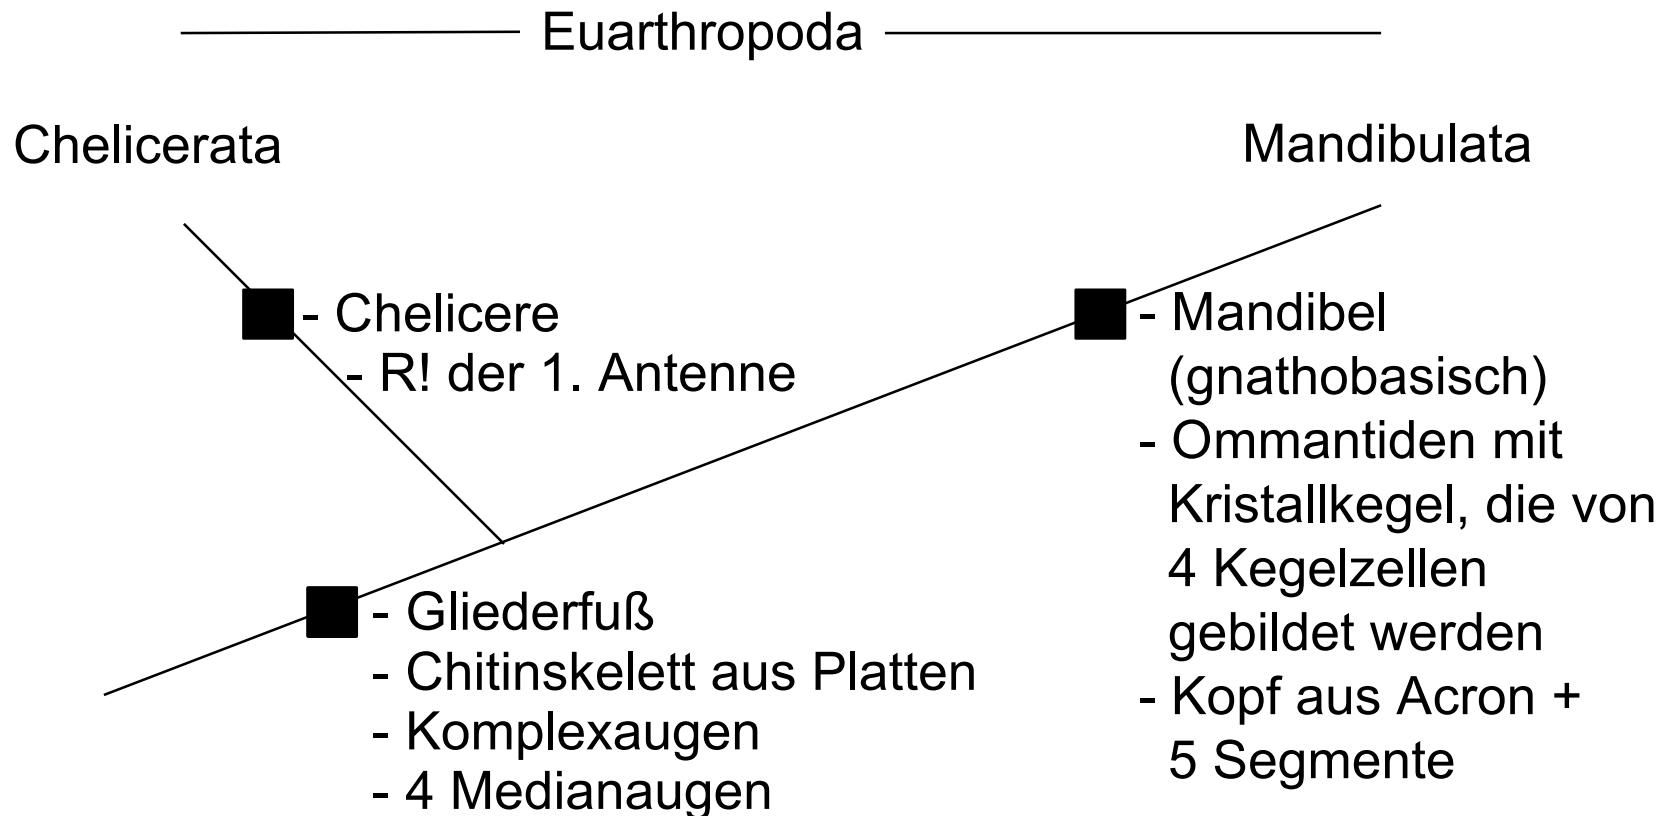 Euarthropoda
Chelicerata
Mandibulata
- Chelicere
- R! der 1. Antenne
- Mandibel
(gnathobasisch)
- Ommantiden mit
Kristallkegel, die von
4 Kegelzellen
gebildet werden
- Kopf aus Acron +
5 Segmente
- Gliederfuß
- Chitinskelett aus Platten
- Komplexaugen
- 4 Medianaugen